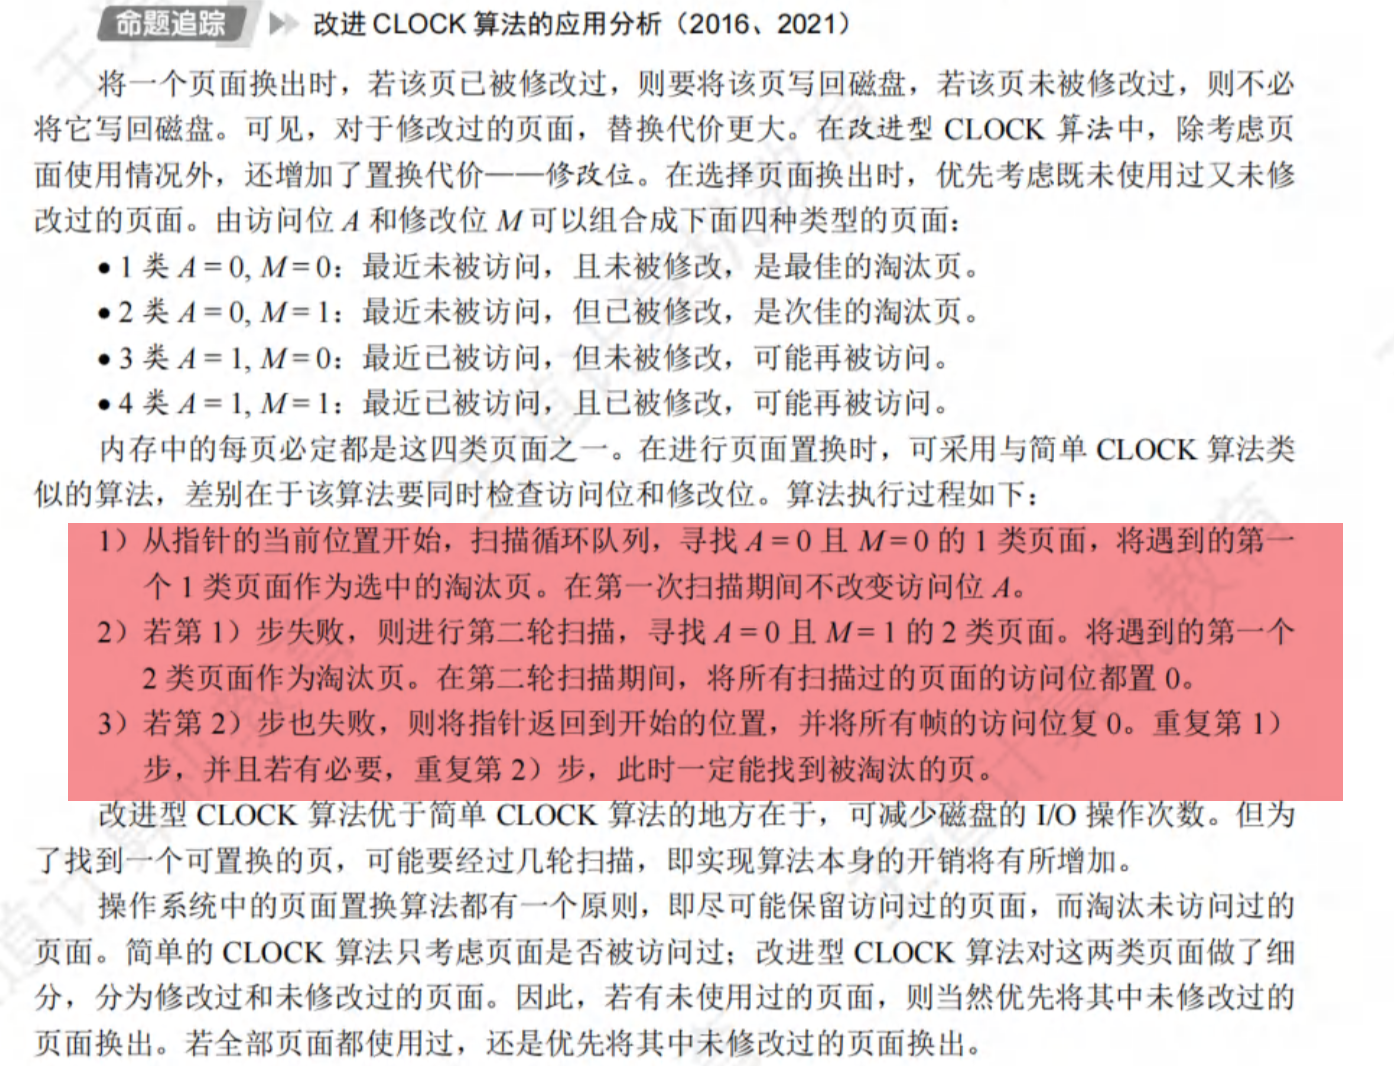 命题追踪 改进 CLOCK 算法的应用分析（2016、2021）
将一个页面换出时，若该页已被修改过，则要将该页写回磁盘，若该页未被修改过，则不必
将它写回磁盘。可见，对于修改过的页面，替换代价更大。在改进型 CLOCK 算法中，除考虑页
面使用情况外，还增加了置换代价——修改位。在选择页面换出时，优先考虑既未使用过又未修
改过的页面。由访问位 A 和修改位 M 可以组合成下面四种类型的页面：
• 1 类 A = 0, M = 0：最近未被访问，且未被修改，是最佳的淘汰页。
• 2 类 A = 0, M = 1：最近未被访问，但已被修改，是次佳的淘汰页。
• 3 类 A = 1, M = 0：最近已被访问，但未被修改，可能再被访问。
• 4 类 A = 1, M = 1：最近已被访问，且已被修改，可能再被访问。
内存中的每页必定都是这四类页面之一。在进行页面置换时，可采用与简单 CLOCK 算法类
似的算法，差别在于该算法要同时检查访问位和修改位。算法执行过程如下：
1）从指针的当前位置开始，扫描循环队列，寻找 A = 0 且 M = 0 的 1 类页面，将遇到的第一
个 1 类页面作为选中的淘汰页。在第一次扫描期间不改变访问位 A。
2）若第 1）步失败，则进行第二轮扫描，寻找 A = 0 且 M = 1 的 2 类页面。将遇到的第一个
2 类页面作为淘汰页。在第二轮扫描期间，将所有扫描过的页面的访问位都置 0。
3）若第 2）步也失败，则将指针返回到开始的位置，并将所有帧的访问位复 0。重复第 1）
步，并且若有必要，重复第 2）步，此时一定能找到被淘汰的页。
改进型 CLOCK 算法优于简单 CLOCK 算法的地方在于，可减少磁盘的 I/O 操作次数。但为
了找到一个可置换的页，可能要经过几轮扫描，即实现算法本身的开销将有所增加。
操作系统中的页面置换算法都有一个原则，即尽可能保留访问过的页面，而淘汰未访问过的
页面。简单的 CLOCK 算法只考虑页面是否被访问过；改进型 CLOCK 算法对这两类页面做了细
分，分为修改过和未修改过的页面。因此，若有未使用过的页面，则当然优先将其中未修改过的
页面换出。若全部页面都使用过，还是优先将其中未修改过的页面换出。